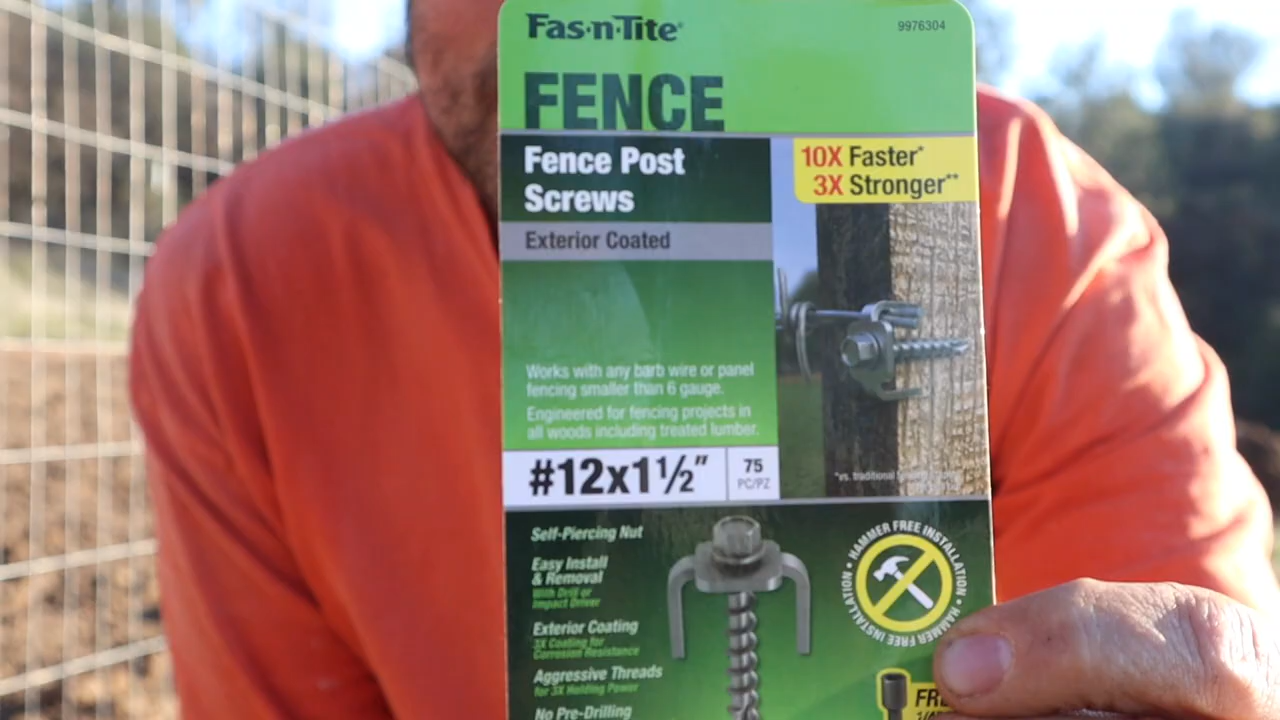 Fas·n·Tite®
9976304
FENCE
Fence Post
Screws
10X Faster*
3X Stronger**
Exterior Coated
Works with any barb wire or panel
fencing smaller than 6 gauge.
Engineered for fencing projects in
all woods including treated lumber.
#12x1½"
75
PC/PZ
*vs. traditional
Self-Piercing Nut
Easy Install
& Removal
With Drill or
Impact Driver
Exterior Coating
3X Coating for
Corrosion Resistance
Aggressive Threads
for 3X Holding Power
No Pre-Drilling
HAMMER FREE INSTALLATION •
HAMMER FREE INSTALLATION •